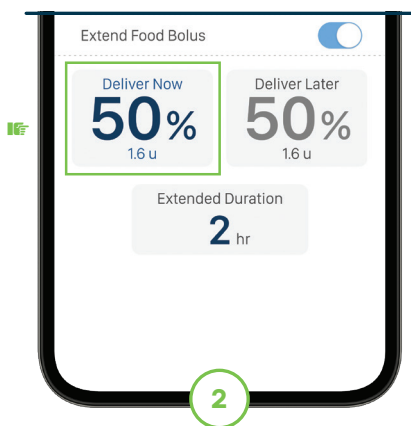 Extend Food Bolus
Deliver Now
50%
1.6 u
Deliver Later
50%
1.6 u
Extended Duration
2 hr
2